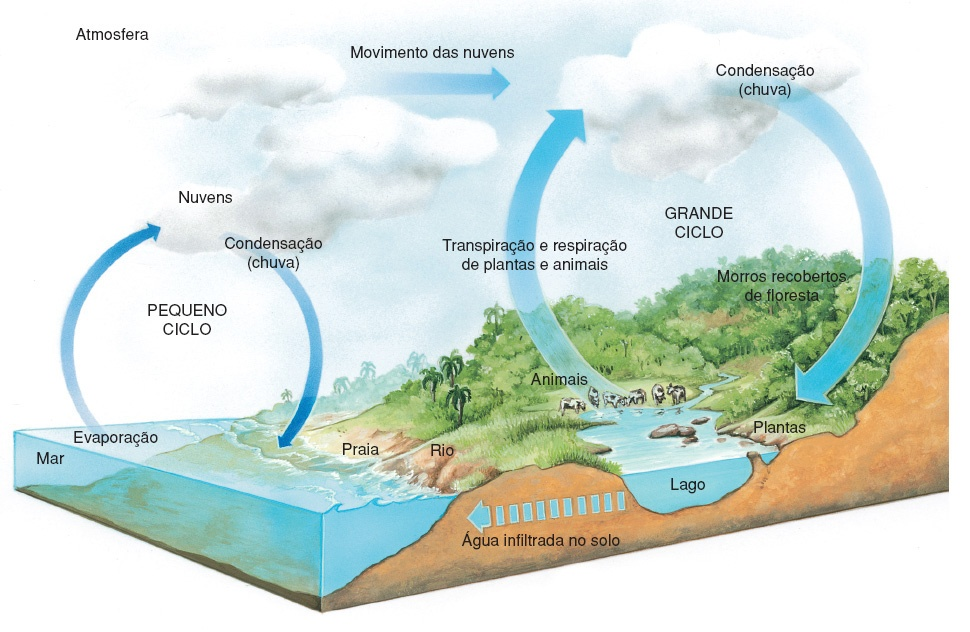 Atmosfera
Movimento das nuvens
Condensação
(chuva)
Nuvens
Condensação
(chuva)
GRANDE
CICLO
Transpiração e respiração
de plantas e animais
Morros recobertos
de floresta
PEQUENO
CICLO
Animais
Evaporação
Mar
Praia
Rio
Plantas
Lago
Água infiltrada no solo